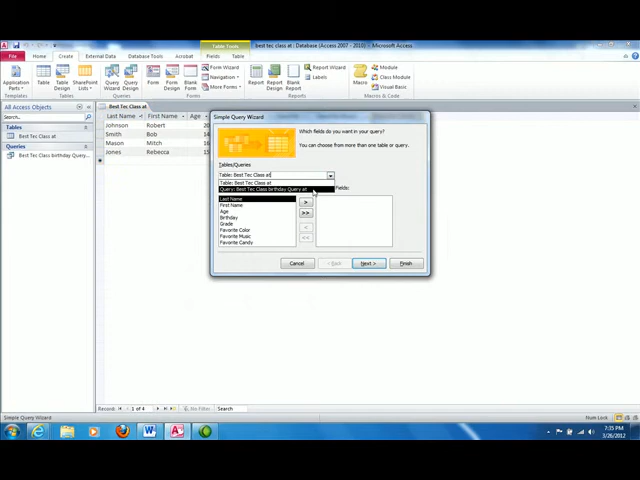 Table Tools
best tec class at : Database (Access 2007 - 2010) - Microsoft Access
File Home Create External Data Database Tools Acrobat Fields Table
Application Parts Table Table Design SharePoint Lists Query Wizard Query Design Form Form Design Blank Form Form Wizard Navigation More Forms Report Report Design Blank Report Report Wizard Labels Macro Module Class Module Visual Basic
Templates Tables Queries Forms Reports Macros & Code
All Access Objects
Search...
Tables
Best Tec Class at
Queries
Best Tec Class birthday Query...
Best Tec Class at
Last Name First Name Age
Johnson Robert 20
Smith Bob
Barns Mitch
Jones Rebecca
Simple Query Wizard
Which fields do you want in your query?
You can choose from more than one table or query.
Tables/Queries
Table: Best Tec Class at
Table: Best Tec Class at
Query: Best Tec Class birthday Query at
Fields:
Last Name
First Name
Age
Birthday
Grade
Favorite Color
Favorite Music
Favorite Candy
>
>>
<
<<
Cancel < Back Next > Finish
Record: 1 of 4 No Filter Search
Simple Query Wizard
Num Lock
7:35 PM
3/26/2012